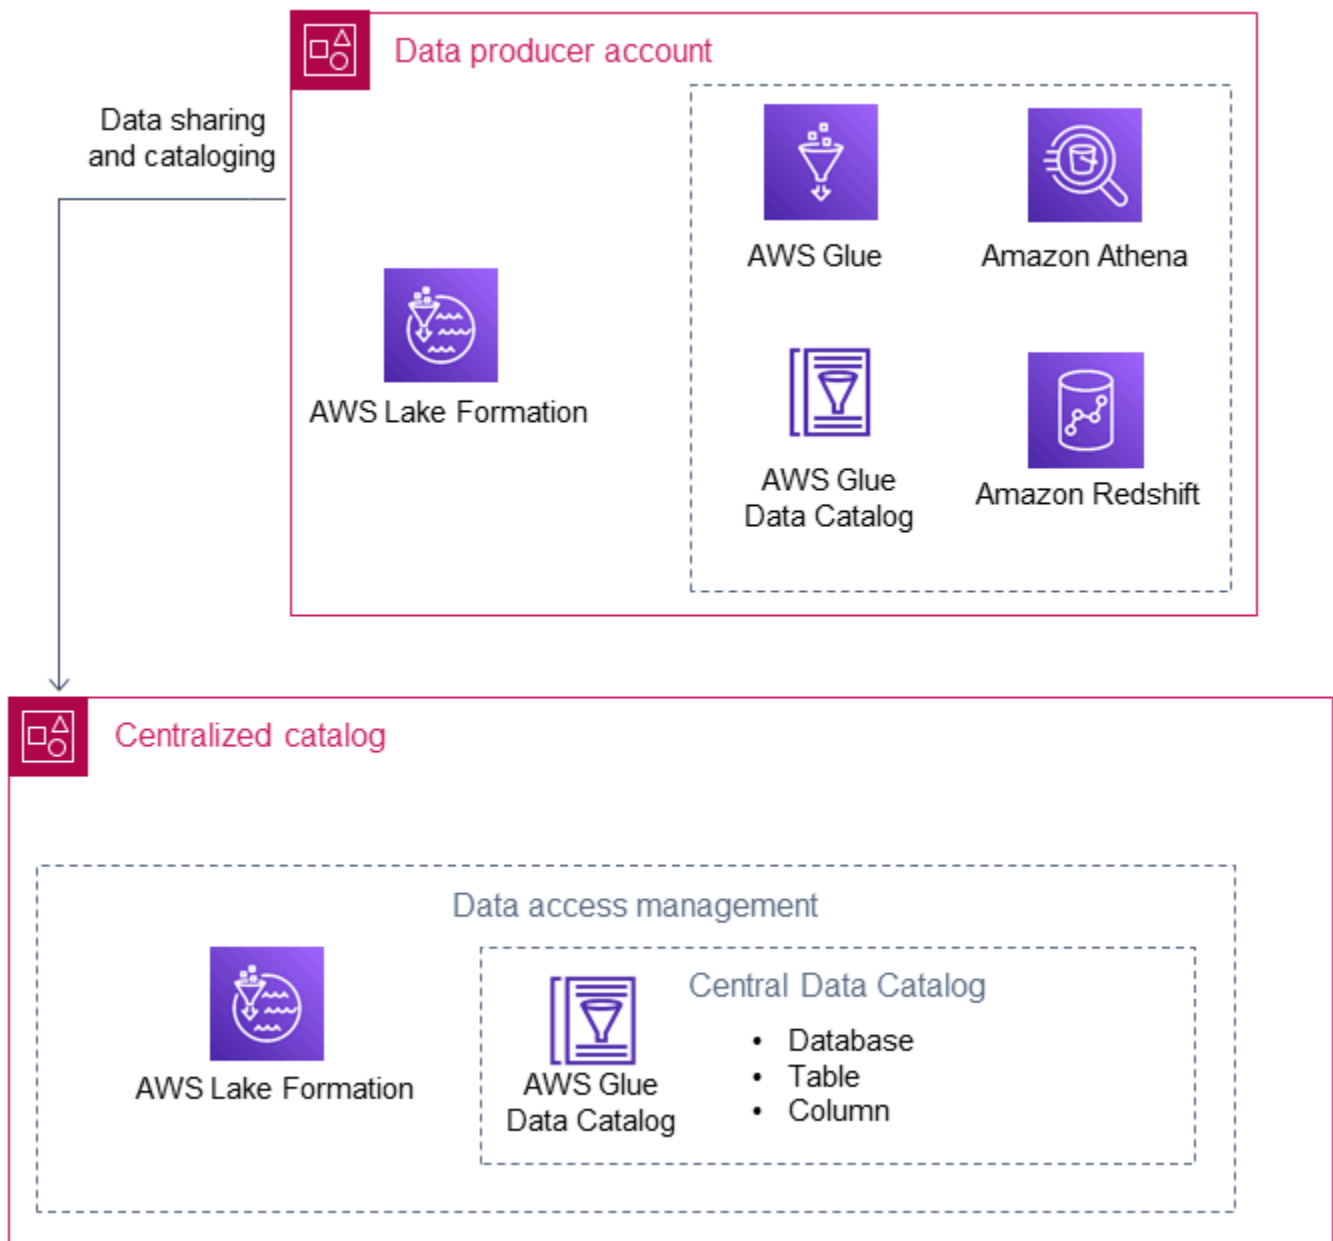 Data producer account
Data sharing
and cataloging
AWS Glue
Amazon Athena
AWS Lake Formation
AWS Glue
Data Catalog
Amazon Redshift
Centralized catalog
Data access management
Central Data Catalog
• Database
• Table
• Column
AWS Lake Formation
AWS Glue
Data Catalog